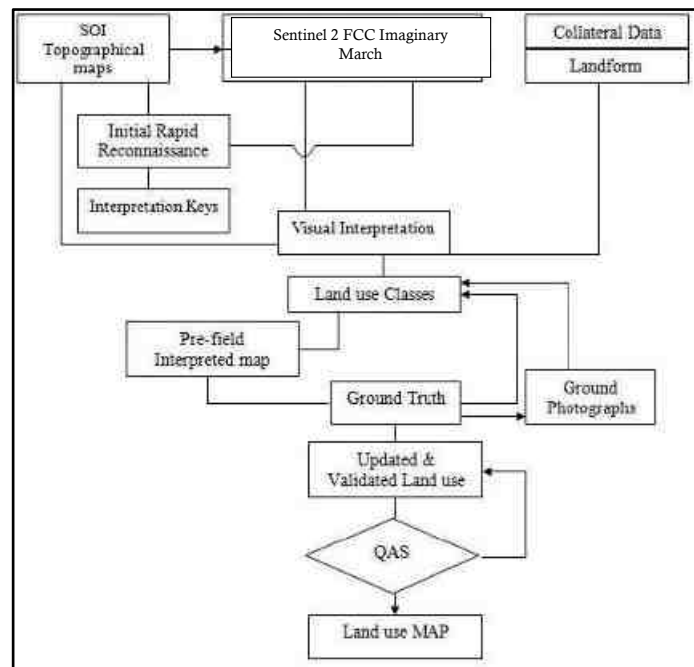 SOI
Topographical
maps
Sentinel 2 FCC Imaginary
March
Collateral Data
Landform
Initial Rapid
Reconnaissance
Interpretation Keys
Visual Interpretation
Land use Classes
Pre-field
Interpreted map
Ground Truth
Ground
Photographs
Updated &
Validated Land use
QAS
Land use MAP